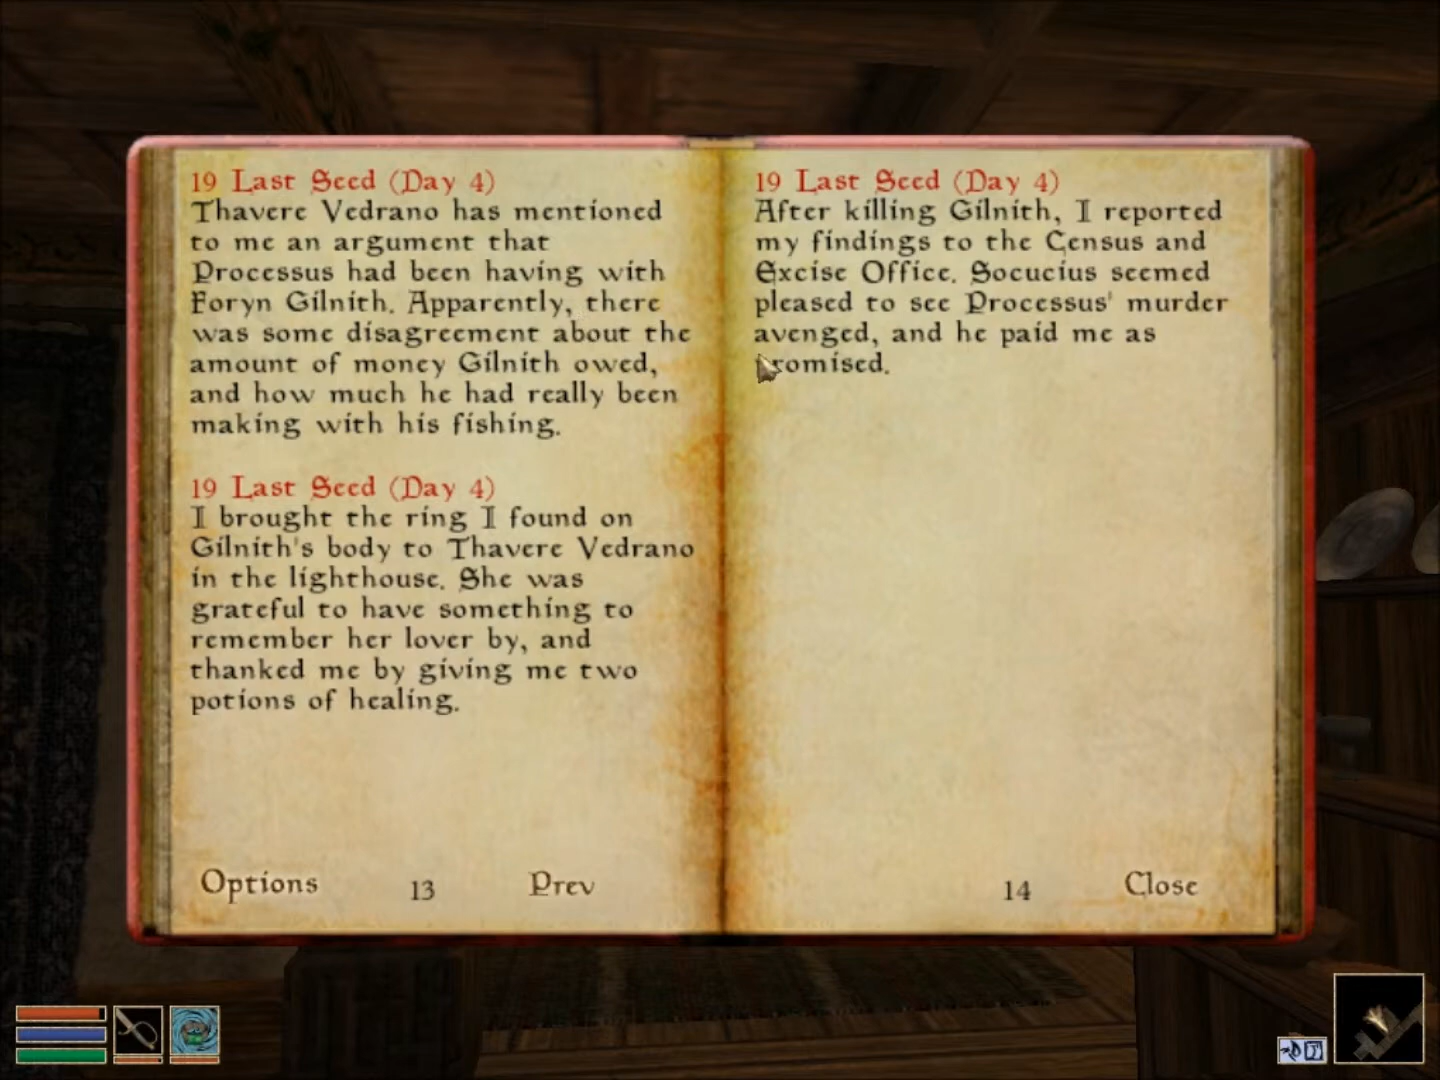 19 Last Seed (Day 4)
Thavere Vedrano has mentioned
to me an argument that
Processus had been having with
Foryn Gilnith. Apparently, there
was some disagreement about the
amount of money Gilnith owed,
and how much he had really been
making with his fishing.
19 Last Seed (Day 4)
I brought the ring I found on
Gilnith's body to Thavere Vedrano
in the lighthouse. She was
grateful to have something to
remember her lover by, and
thanked me by giving me two
potions of healing.
Options
13
Prev
19 Last Seed (Day 4)
After killing Gilnith, I reported
my findings to the Census and
Excise Office. Socucius seemed
pleased to see Processus' murder
avenged, and he paid me as
promised.
14
Close